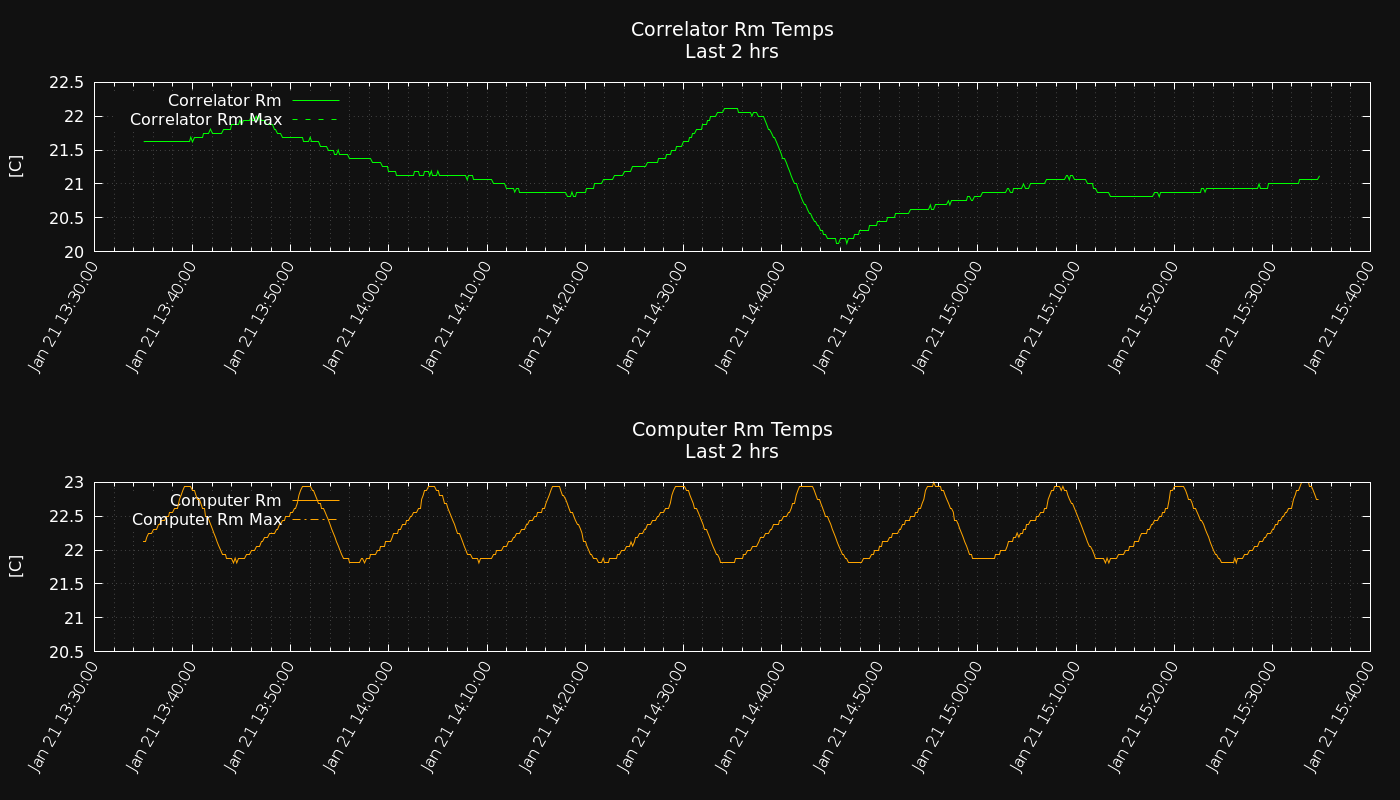 Correlator Rm Temps
Last 2 hrs
22.5
22
21.5
21
20.5
20
[C]
Correlator Rm
Correlator Rm Max
Jan 21 13:30:00
Jan 21 13:40:00
Jan 21 13:50:00
Jan 21 14:00:00
Jan 21 14:10:00
Jan 21 14:20:00
Jan 21 14:30:00
Jan 21 14:40:00
Jan 21 14:50:00
Jan 21 15:00:00
Jan 21 15:10:00
Jan 21 15:20:00
Jan 21 15:30:00
Jan 21 15:40:00
Computer Rm Temps
Last 2 hrs
23
22.5
22
21.5
21
20.5
[C]
Computer Rm
Computer Rm Max
Jan 21 13:30:00
Jan 21 13:40:00
Jan 21 13:50:00
Jan 21 14:00:00
Jan 21 14:10:00
Jan 21 14:20:00
Jan 21 14:30:00
Jan 21 14:40:00
Jan 21 14:50:00
Jan 21 15:00:00
Jan 21 15:10:00
Jan 21 15:20:00
Jan 21 15:30:00
Jan 21 15:40:00